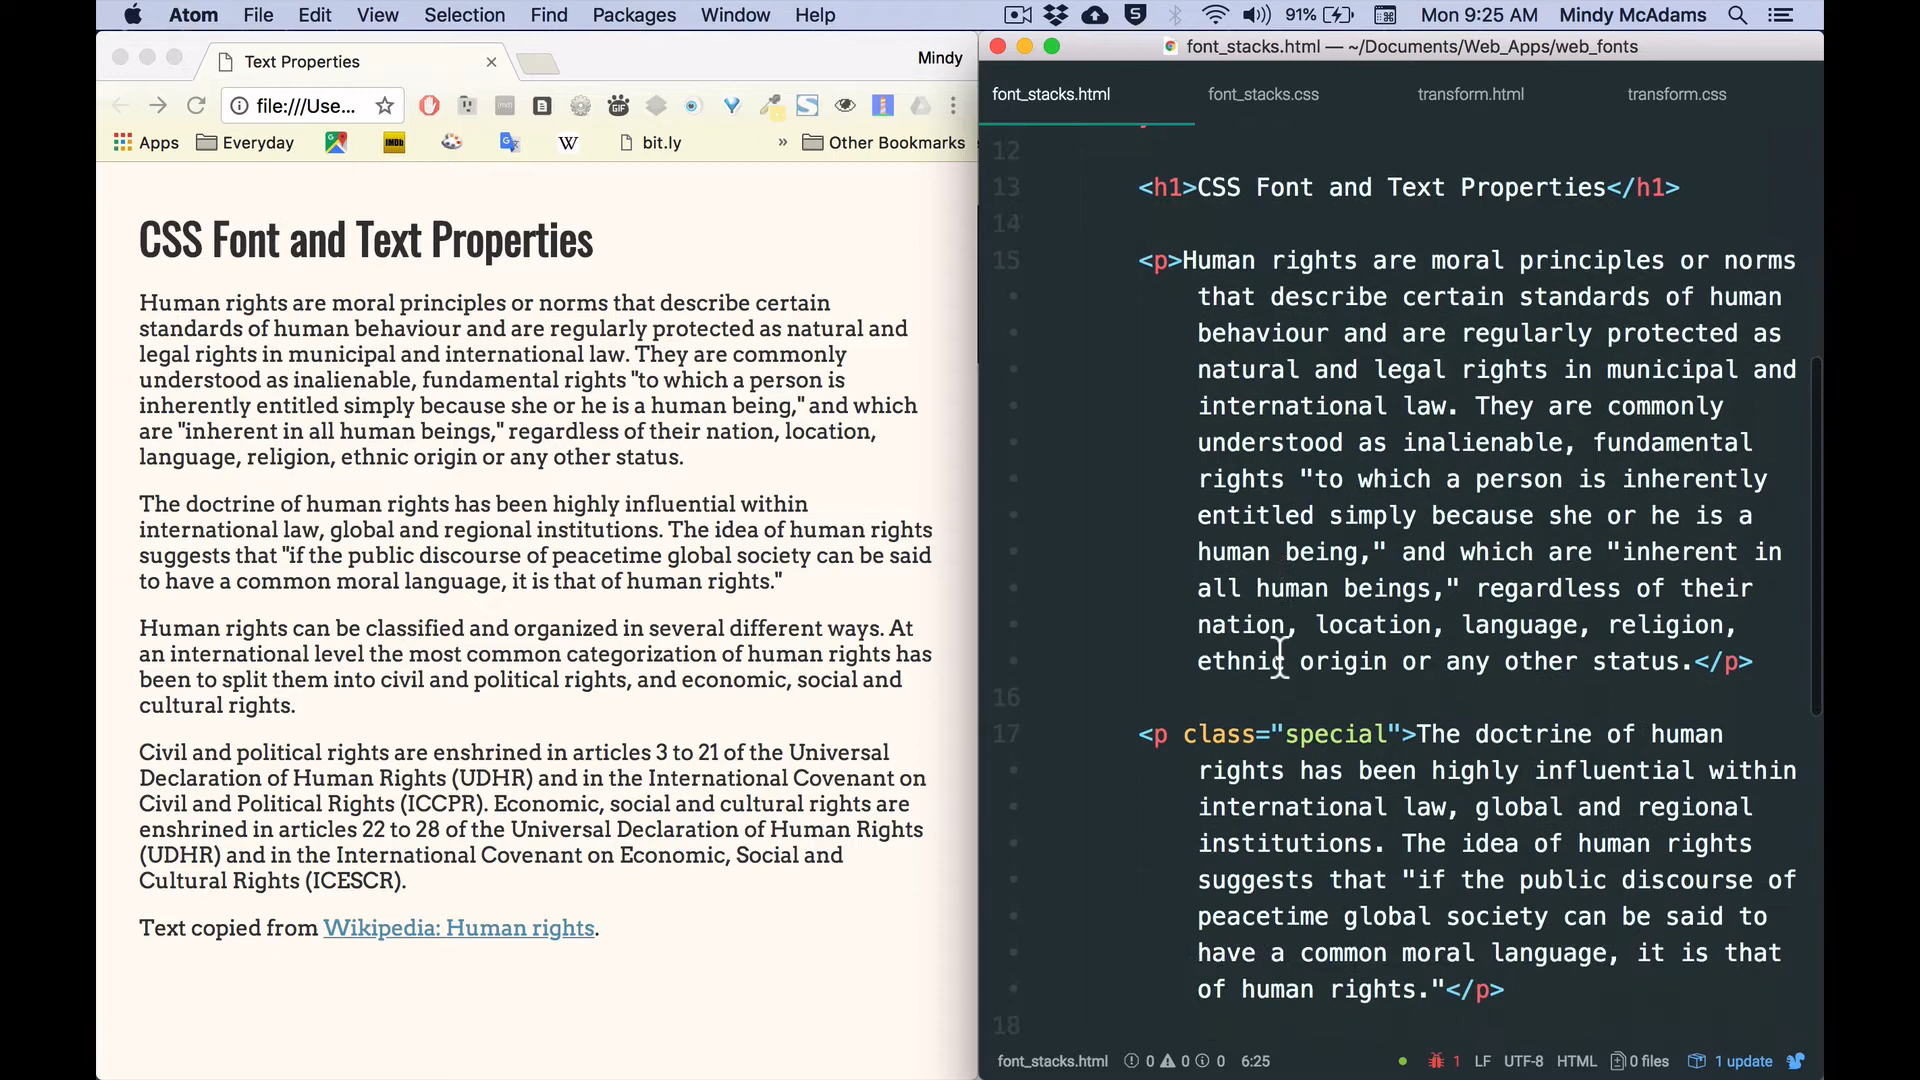 Atom File Edit View Selection Find Packages Window Help 91% Mon 9:25 AM Mindy McAdams
Text Properties
Mindy
file:///Use...
Apps Everyday IMDb W bit.ly » Other Bookmarks
CSS Font and Text Properties
Human rights are moral principles or norms that describe certain
standards of human behaviour and are regularly protected as natural and
legal rights in municipal and international law. They are commonly
understood as inalienable, fundamental rights "to which a person is
inherently entitled simply because she or he is a human being," and which
are "inherent in all human beings," regardless of their nation, location,
language, religion, ethnic origin or any other status.
The doctrine of human rights has been highly influential within
international law, global and regional institutions. The idea of human rights
suggests that "if the public discourse of peacetime global society can be said
to have a common moral language, it is that of human rights."
Human rights can be classified and organized in several different ways. At
an international level the most common categorization of human rights has
been to split them into civil and political rights, and economic, social and
cultural rights.
Civil and political rights are enshrined in articles 3 to 21 of the Universal
Declaration of Human Rights (UDHR) and in the International Covenant on
Civil and Political Rights (ICCPR). Economic, social and cultural rights are
enshrined in articles 22 to 28 of the Universal Declaration of Human Rights
(UDHR) and in the International Covenant on Economic, Social and
Cultural Rights (ICESCR).
Text copied from Wikipedia: Human rights.
font_stacks.html — ~/Documents/Web_Apps/web_fonts
font_stacks.html font_stacks.css transform.html transform.css
12
13 <h1>CSS Font and Text Properties</h1>
14
15 <p>Human rights are moral principles or norms
that describe certain standards of human
behaviour and are regularly protected as
natural and legal rights in municipal and
international law. They are commonly
understood as inalienable, fundamental
rights "to which a person is inherently
entitled simply because she or he is a
human being," and which are "inherent in
all human beings," regardless of their
nation, location, language, religion,
ethnic origin or any other status.</p>
16
17 <p class="special">The doctrine of human
rights has been highly influential within
international law, global and regional
institutions. The idea of human rights
suggests that "if the public discourse of
peacetime global society can be said to
have a common moral language, it is that
of human rights."</p>
18
font_stacks.html 0 0 0 6:25 1 LF UTF-8 HTML 0 files 1 update